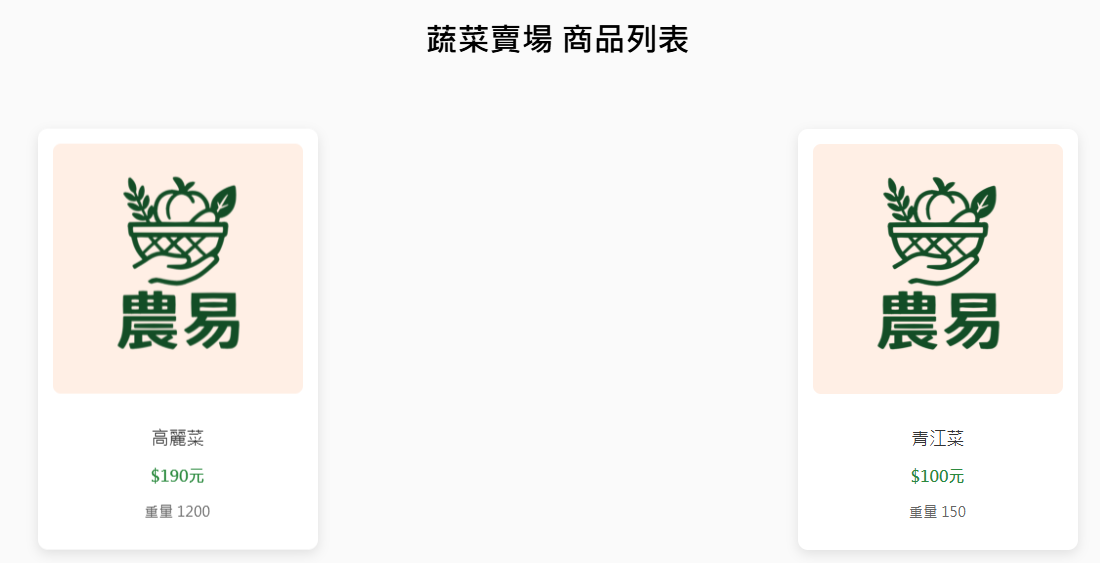 蔬菜賣場 商品列表
農易
高麗菜
$190元
重量 1200
農易
青江菜
$100元
重量 150